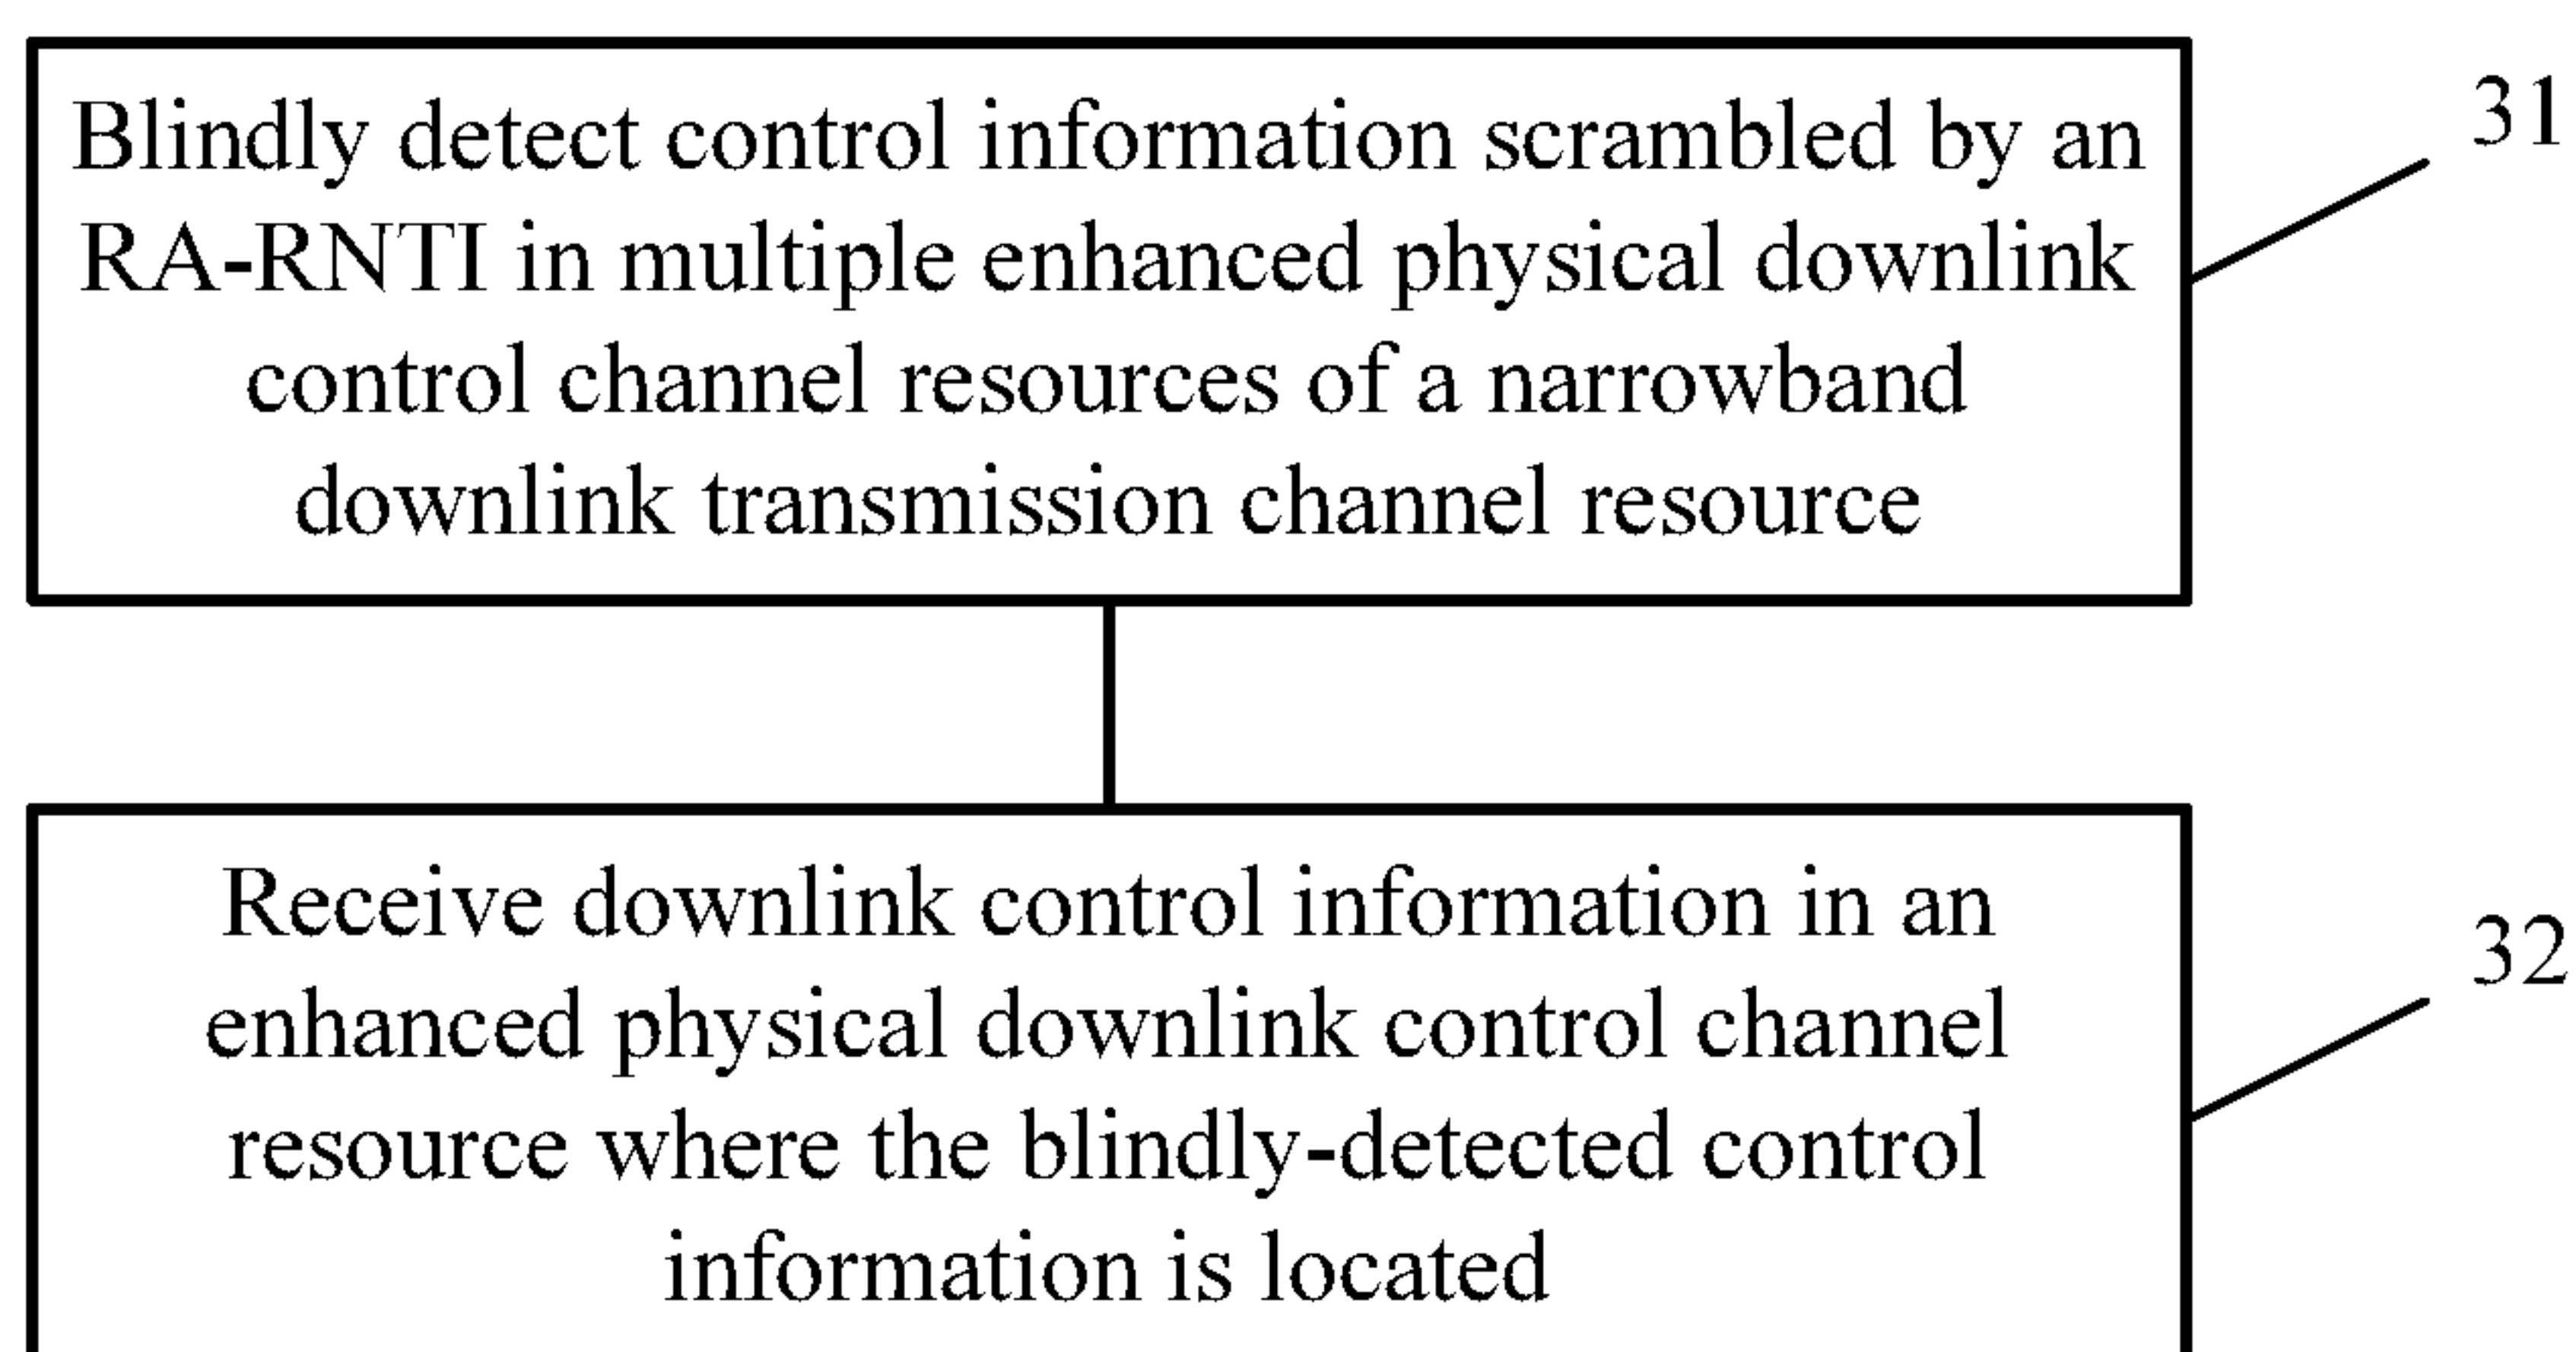 Blindly detect control information scrambled by an
RA-RNTI in multiple enhanced physical downlink
control channel resources of a narrowband
downlink transmission channel resource
31
Receive downlink control information in an
enhanced physical downlink control channel
resource where the blindly-detected control
information is located
32